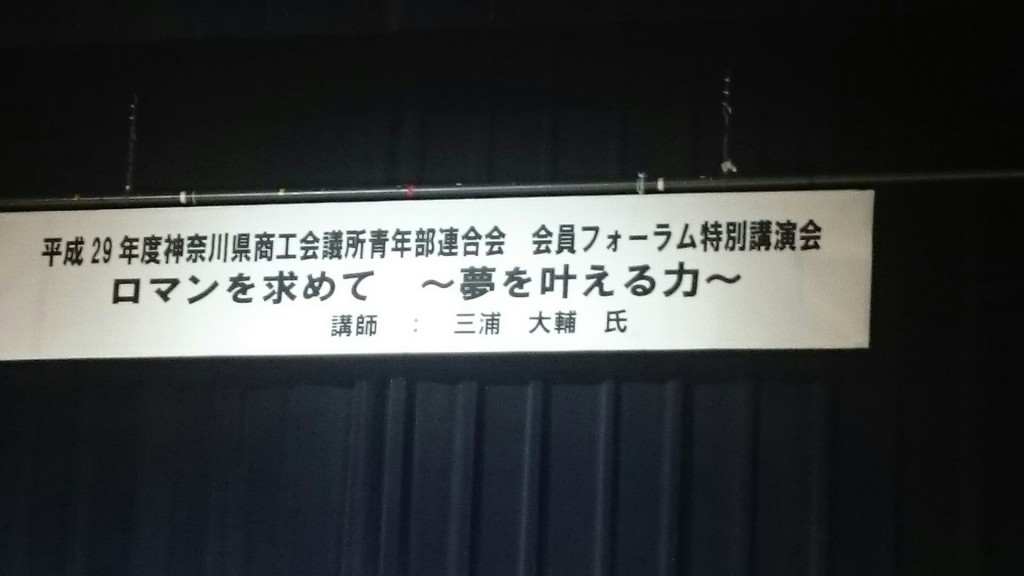 平成29年度神奈川県商工会議所青年部連合会　会員フォーラム特別講演会
ロマンを求めて　～夢を叶える力～
講師　：　三浦　大輔　氏